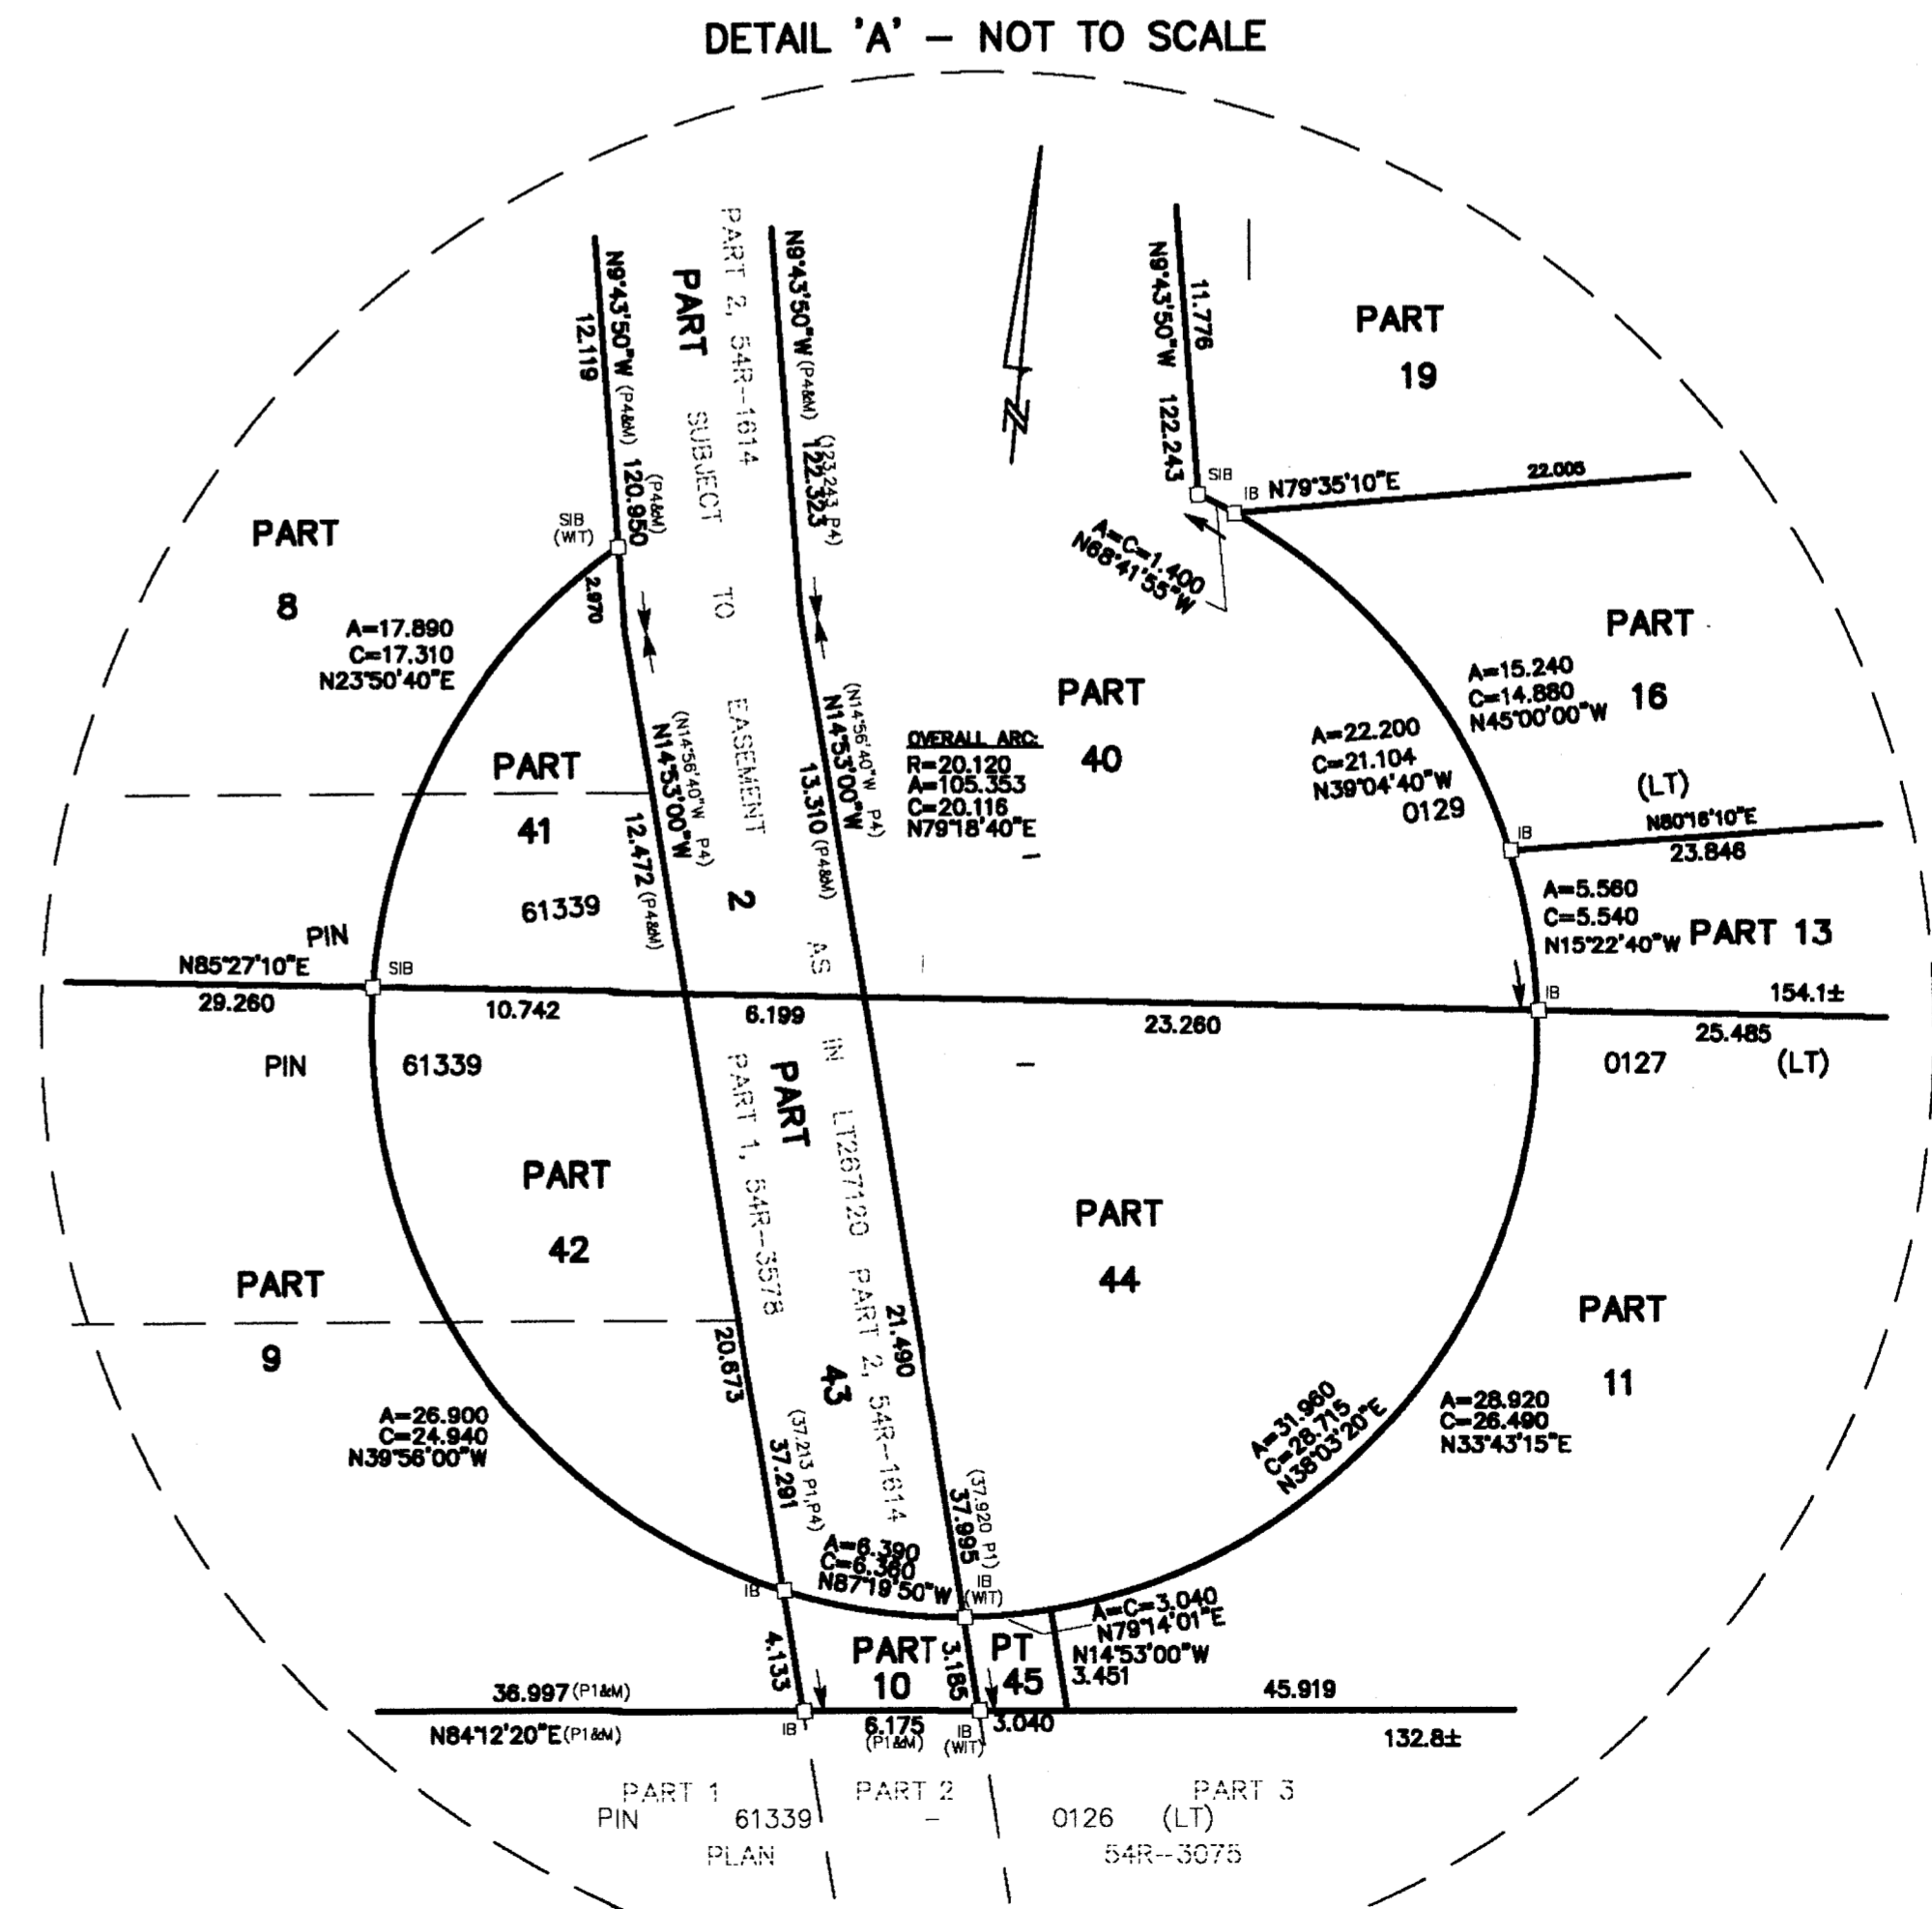 DETAIL 'A' – NOT TO SCALE
N9°43'50"W (P4&M) 120.950
(P4&M)
12.119
PART
2
PART 2, 54R-1614
SUBJECT TO EASEMENT AS IN LT267120
N9°43'50"W (P4&M) 122.323
(123.243 P4)
11.776
N9°43'50"W 122.243
PART
19
SIB
IB
N79°35'10"E
22.005
A=C=1.400
N68°41'55"W
PART
8
SIB
(WIT)
2.970
A=17.890
C=17.310
N23°50'40"E
PART
41
61339
(N14°56'40"W P4)
N14°53'00"W
12.472 (P4&M)
(N14°56'40"W P4)
N14°53'00"W
13.310 (P4&M)
OVERALL ARC:
R=20.120
A=105.353
C=20.116
N79°18'40"E
–
PART
40
A=22.200
C=21.104
N39°04'40"W
0129
A=15.240
C=14.880
N45°00'00"W
PART
16
(LT)
IB
N80°16'10"E
23.846
A=5.560
C=5.540
N15°22'40"W
PART 13
PIN
N85°27'10"E
29.260
SIB
10.742
6.199
23.260
IB
154.1±
25.485
PIN
61339
–
0127
(LT)
PART
43
PART 1, 54R-3578
PART 2, 54R-1614
PART
42
PART
44
PART
9
PART
11
20.673
37.291
(37.213 P1,P4)
21.490
37.995
(37.920 P1)
A=26.900
C=24.940
N39°56'00"W
A=31.960
C=28.715
N38°03'20"E
A=28.920
C=26.490
N33°43'15"E
A=6.390
C=6.360
N87°19'50"W
IB
IB
(WIT)
A=C=3.040
N79°14'01"E
4.133
PART
10
3.185
PT
45
N14°53'00"W
3.451
36.997 (P1&M)
N84°12'20"E (P1&M)
IB
6.175
(P1&M)
IB
(WIT)
3.040
45.919
132.8±
PART 1
PART 2
PART 3
PIN 61339 – 0126 (LT)
PLAN 54R-3075